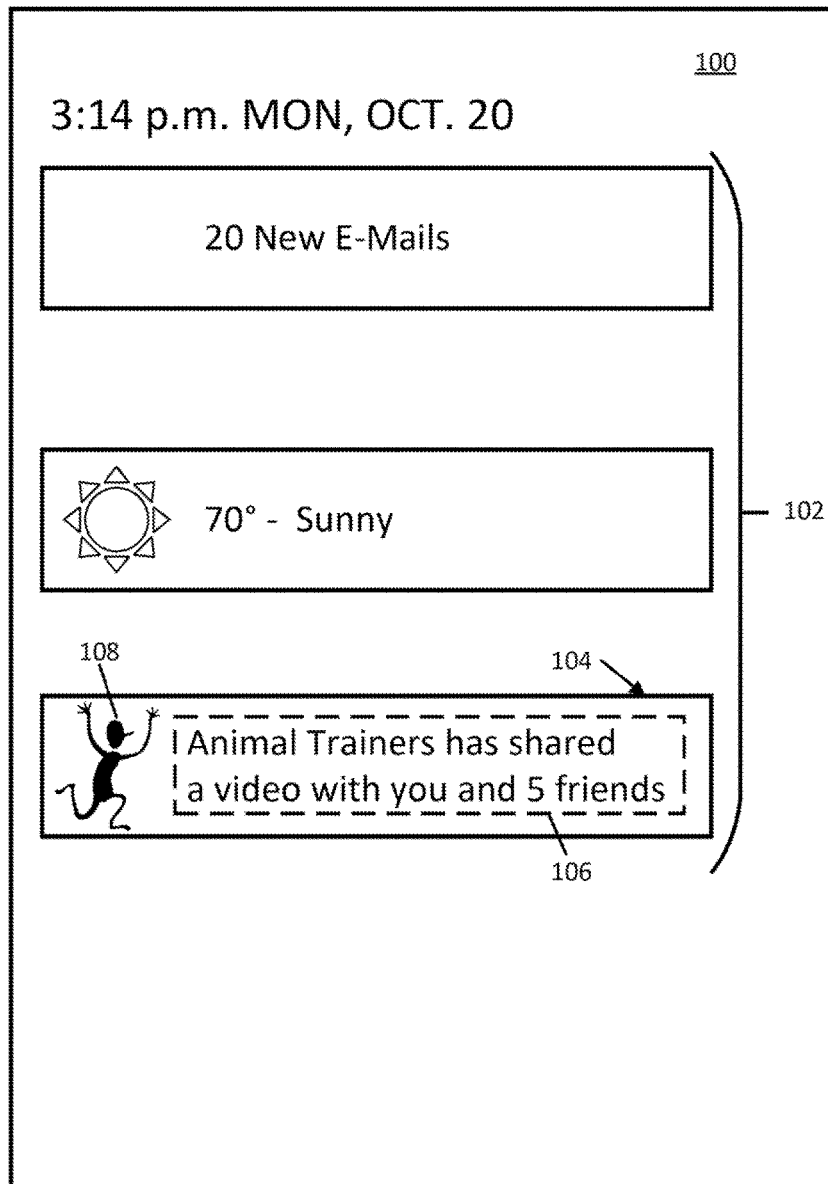 100
3:14 p.m. MON, OCT. 20
20 New E-Mails
70° - Sunny
102
108
104
Animal Trainers has shared
a video with you and 5 friends
106